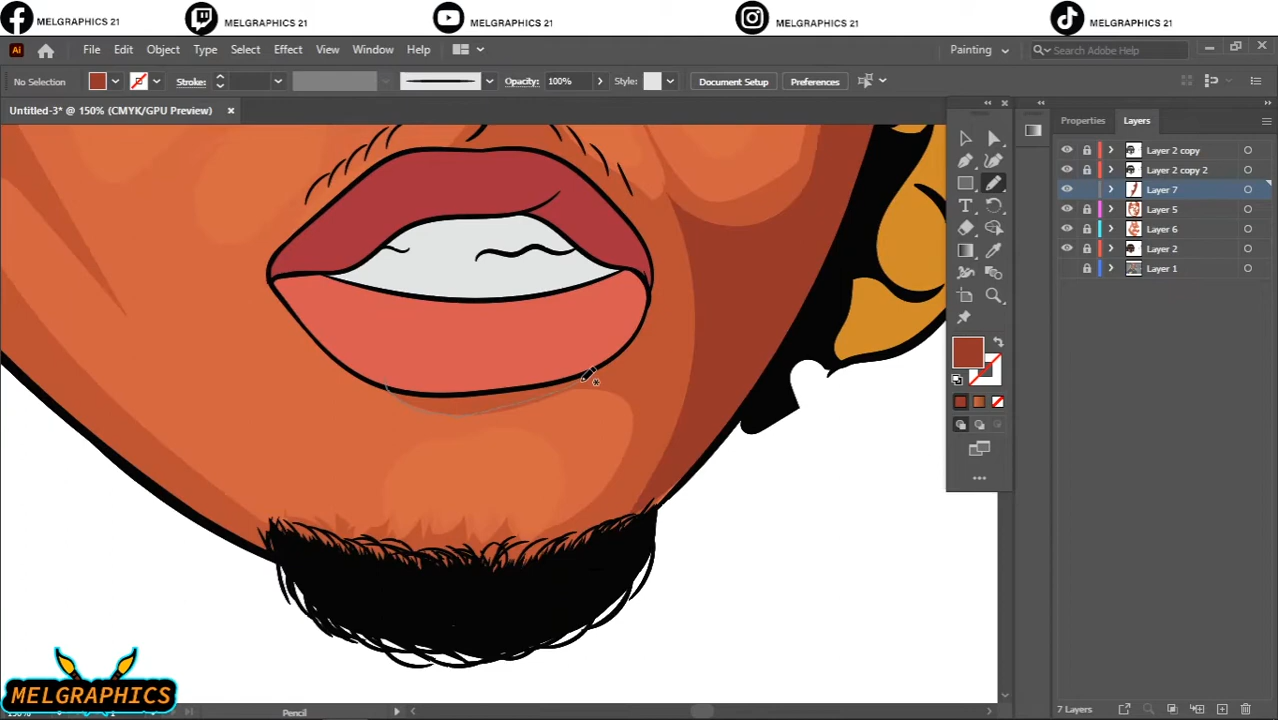 MELGRAPHICS 21
MELGRAPHICS 21
MELGRAPHICS 21
MELGRAPHICS 21
MELGRAPHICS 21
Ai File Edit Object Type Select Effect View Window Help Painting Search Adobe Help
No Selection Stroke: Opacity: 100% Style: Document Setup Preferences
Untitled-3* @ 150% (CMYK/GPU Preview)
Properties Layers
Layer 2 copy
Layer 2 copy 2
Layer 7
Layer 5
Layer 6
Layer 2
Layer 1
MELGRAPHICS
Pencil
7 Layers